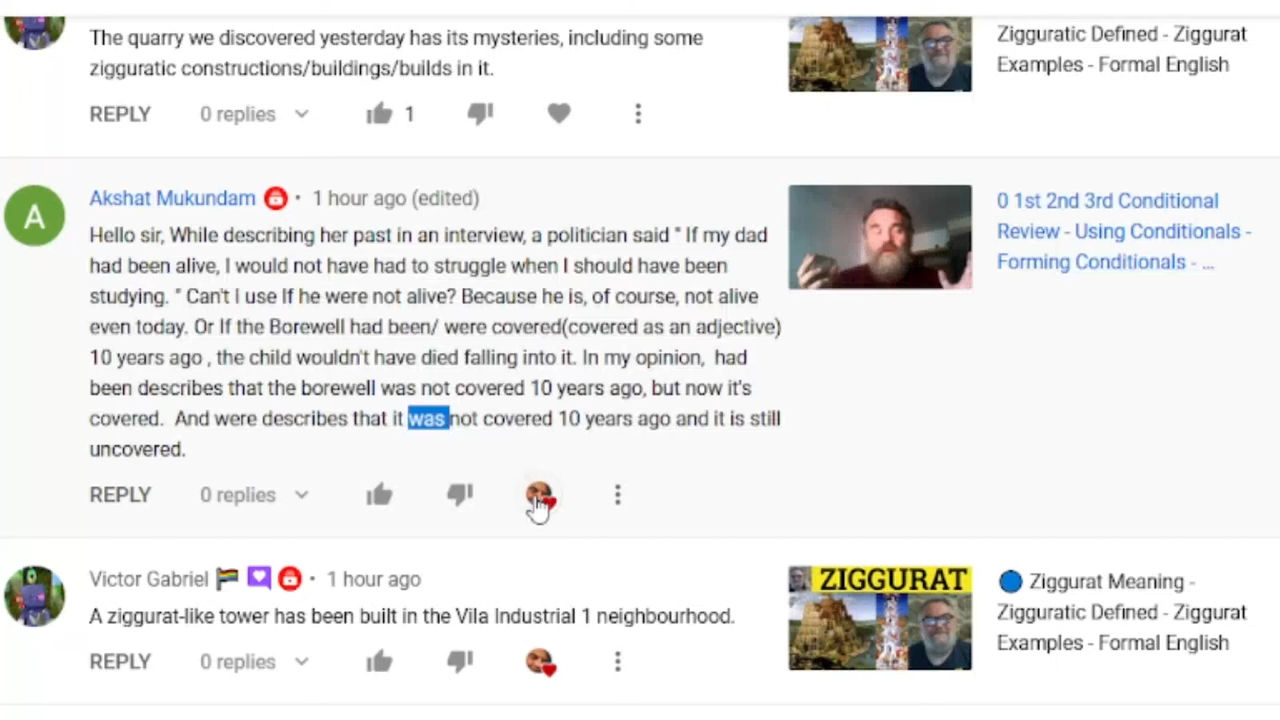 The quarry we discovered yesterday has its mysteries, including some
zigguratic constructions/buildings/builds in it.
REPLY 0 replies 1
Zigguratic Defined - Ziggurat
Examples - Formal English
Akshat Mukundam • 1 hour ago (edited)
Hello sir, While describing her past in an interview, a politician said " If my dad
had been alive, I would not have had to struggle when I should have been
studying. " Can't I use If he were not alive? Because he is, of course, not alive
even today. Or If the Borewell had been/ were covered(covered as an adjective)
10 years ago , the child wouldn't have died falling into it. In my opinion, had
been describes that the borewell was not covered 10 years ago, but now it's
covered. And were describes that it was not covered 10 years ago and it is still
uncovered.
REPLY 0 replies
0 1st 2nd 3rd Conditional
Review - Using Conditionals -
Forming Conditionals - ...
A
Victor Gabriel • 1 hour ago
A ziggurat-like tower has been built in the Vila Industrial 1 neighbourhood.
REPLY 0 replies
ZIGGURAT
Ziggurat Meaning -
Zigguratic Defined - Ziggurat
Examples - Formal English